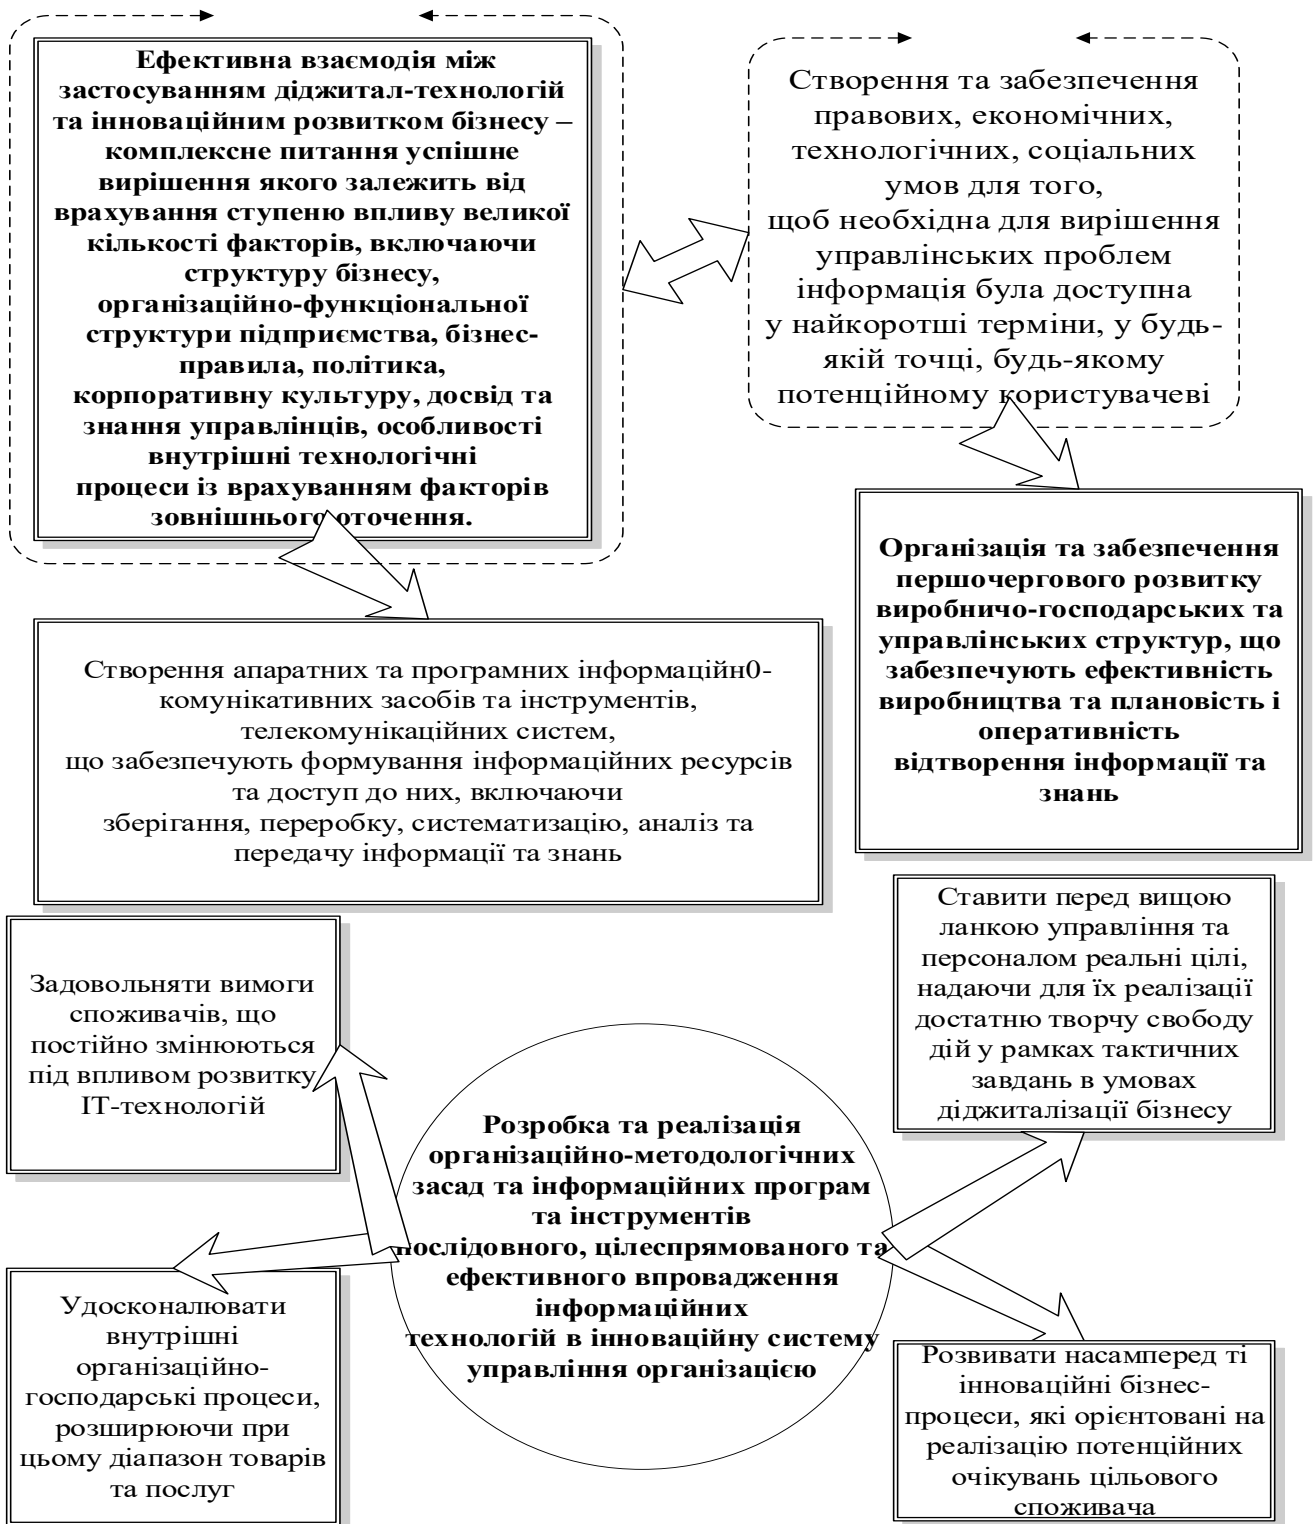 Ефективна взаємодія між
застосуванням діджитал-технологій
та інноваційним розвитком бізнесу –
комплексне питання успішне
вирішення якого залежить від
врахування ступеню впливу великої
кількості факторів, включаючи
структуру бізнесу,
організаційно-функціональної
структури підприємства, бізнес-
правила, політика,
корпоративну культуру, досвід та
знання управлінців, особливості
внутрішні технологічні
процеси із врахуванням факторів
зовнішнього оточення.
Створення та забезпечення
правових, економічних,
технологічних, соціальних
умов для того,
щоб необхідна для вирішення
управлінських проблем
інформація була доступна
у найкоротші терміни, у будь-
якій точці, будь-якому
потенційному користувачеві
Організація та забезпечення
першочергового розвитку
виробничо-господарських та
управлінських структур, що
забезпечують ефективність
виробництва та плановість і
оперативність
відтворення інформації та
знань
Створення апаратних та програмних інформаційн0-
комунікативних засобів та інструментів,
телекомунікаційних систем,
що забезпечують формування інформаційних ресурсів
та доступ до них, включаючи
зберігання, переробку, систематизацію, аналіз та
передачу інформації та знань
Задовольняти вимоги
споживачів, що
постійно змінюються
під впливом розвитку
ІТ-технологій
Ставити перед вищою
ланкою управління та
персоналом реальні цілі,
надаючи для їх реалізації
достатню творчу свободу
дій у рамках тактичних
завдань в умовах
діджиталізації бізнесу
Розробка та реалізація
організаційно-методологічних
засад та інформаційних програм
та інструментів
послідовного, цілеспрямованого та
ефективного впровадження
інформаційних
технологій в інноваційну систему
управління організацією
Удосконалювати
внутрішні
організаційно-
господарські процеси,
розширюючи при
цьому діапазон товарів
та послуг
Розвивати насамперед ті
інноваційні бізнес-
процеси, які орієнтовані на
реалізацію потенційних
очікувань цільового
споживача